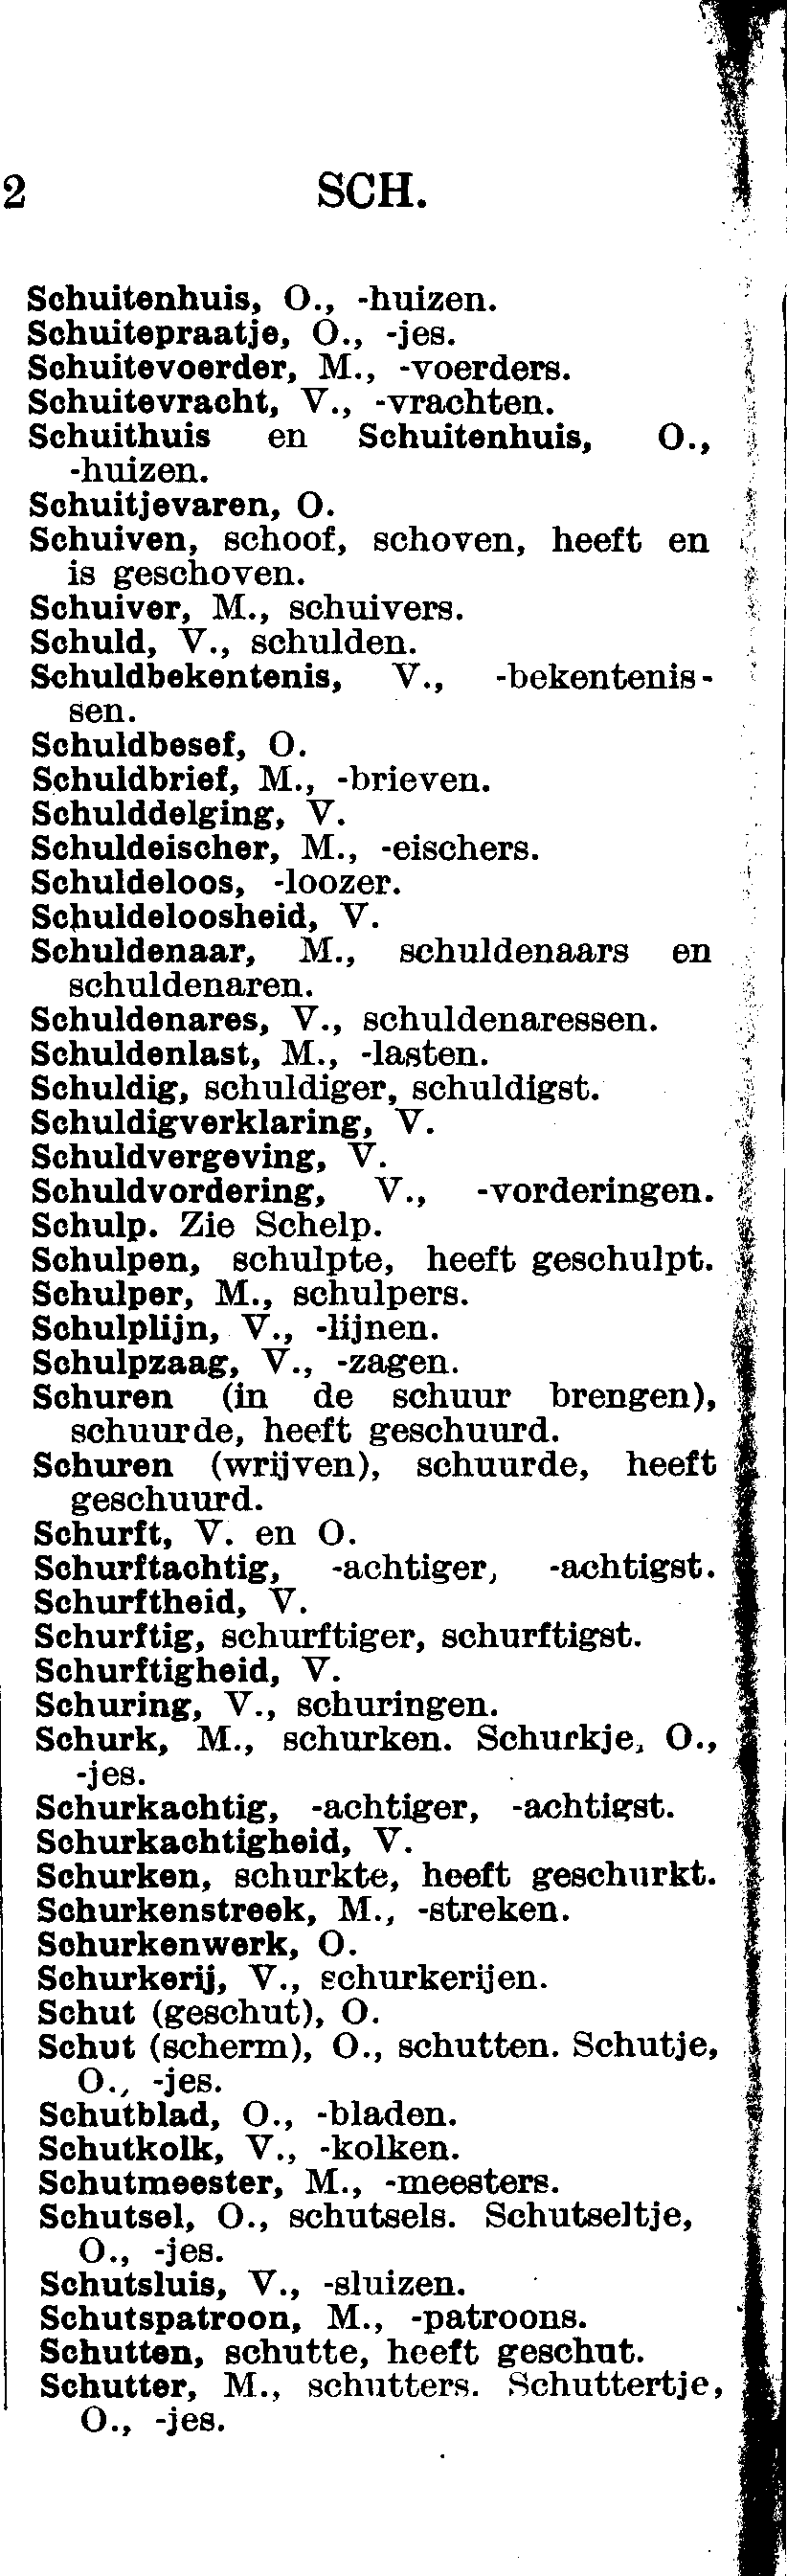 2 SCH.
Schuitenhuis, O., -huizen.
Schuitepraatje, O., -jes.
Schuitevoerder, M., -voerders.
Schuitevracht, V., -vrachten.
Schuithuis en Schuitenhuis, O.,
-huizen.
Schuitjevaren, O.
Schuiven, schoof, schoven, heeft en
is geschoven.
Schuiver, M., schuivers.
Schuld, V., schulden.
Schuldbekentenis, V., -bekentenis-
sen.
Schuldbesef, O.
Schuldbrief, M., -brieven.
Schulddelging, V.
Schuldeischer, M., -eischers.
Schuldeloos, -loozer.
Schuldeloosheid, V.
Schuldenaar, M., schuldenaars en
schuldenaren.
Schuldenares, V., schuldenaressen.
Schuldenlast, M., -lasten.
Schuldig, schuldiger, schuldigst.
Schuldigverklaring, V.
Schuldvergeving, V.
Schuldvordering, V., -vorderingen.
Schulp. Zie Schelp.
Schulpen, schulpte, heeft geschulpt.
Schulper, M., schulpers.
Schulplijn, V., -lijnen.
Schulpzaag, V., -zagen.
Schuren (in de schuur brengen),
schuurde, heeft geschuurd.
Schuren (wrijven), schuurde, heeft
geschuurd.
Schurft, V. en O.
Schurftachtig, -achtiger, -achtigst.
Schurftheid, V.
Schurftig, schurftiger, schurftigst.
Schurftigheid, V.
Schuring, V., schuringen.
Schurk, M., schurken. Schurkje, O.,
-jes.
Schurkachtig, -achtiger, -achtigst.
Schurkachtigheid, V.
Schurken, schurkte, heeft geschurkt.
Schurkenstreek, M., -streken.
Schurkenwerk, O.
Schurkerij, V., schurkerijen.
Schut (geschut), O.
Schut (scherm), O., schutten. Schutje,
O., -jes.
Schutblad, O., -bladen.
Schutkolk, V., -kolken.
Schutmeester, M., -meesters.
Schutsel, O., schutsels. Schutseltje,
O., -jes.
Schutsluis, V., -sluizen.
Schutspatroon, M., -patroons.
Schutten, schutte, heeft geschut.
Schutter, M., schutters. Schuttertje,
O., -jes.